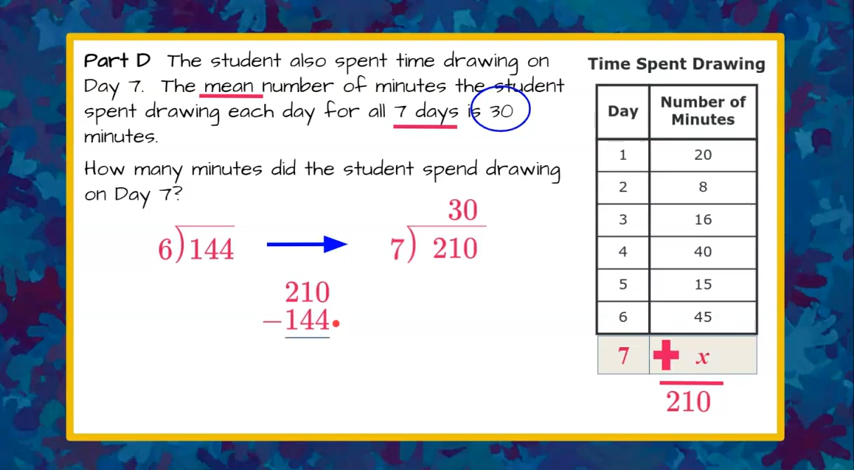 Part D The student also spent time drawing on
Day 7. The mean number of minutes the student
spent drawing each day for all 7 days is 30
minutes.
How many minutes did the student spend drawing
on Day 7?
6)144
30
7) 210
210
−144
Time Spent Drawing
Day Number of Minutes
1 20
2 8
3 16
4 40
5 15
6 45
7 + x
210